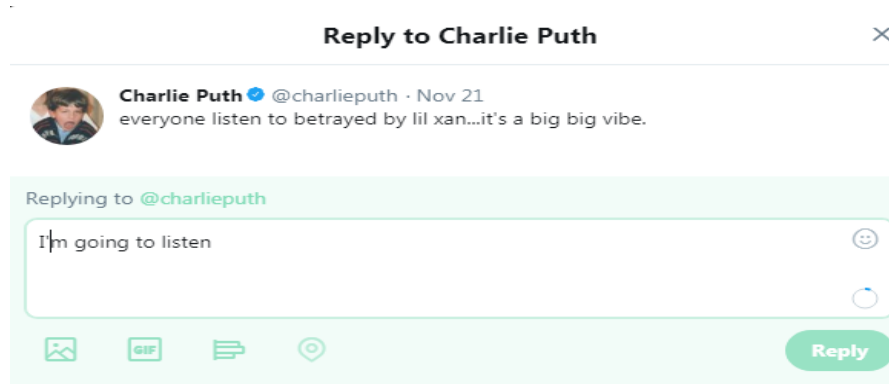 Reply to Charlie Puth
Charlie Puth @charlieputh · Nov 21
everyone listen to betrayed by lil xan...it's a big big vibe.
Replying to @charlieputh
I'm going to listen
GIF
Reply